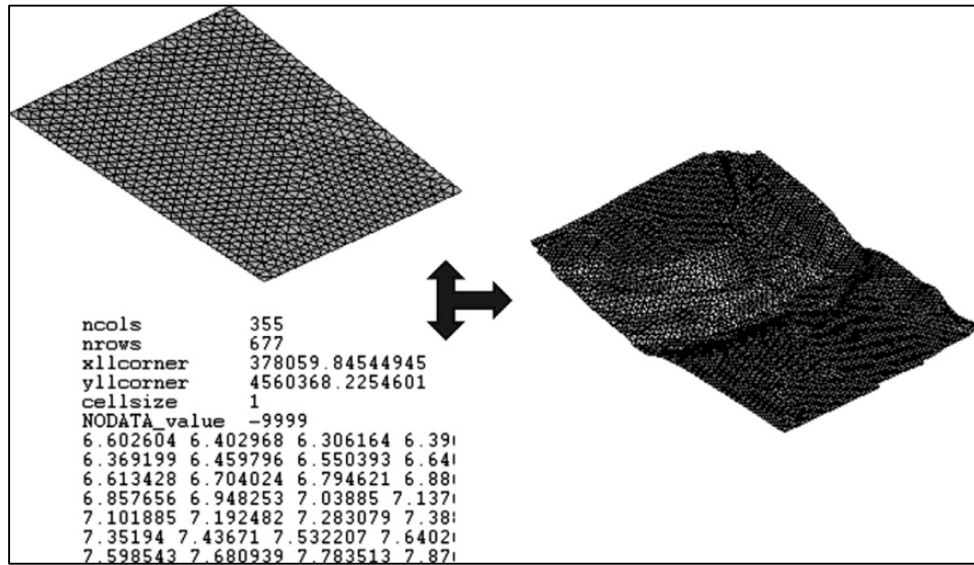 ncols 355
nrows 677
xllcorner 378059.84544945
yllcorner 4560368.2254601
cellsize 1
NODATA_value -9999
6.602604 6.402968 6.306164
6.369199 6.459796 6.550393
6.613428 6.704024 6.794621
6.857656 6.948253 7.03885
7.101885 7.192482 7.283079
7.35194 7.43671 7.532207
7.598543 7.680939 7.783513